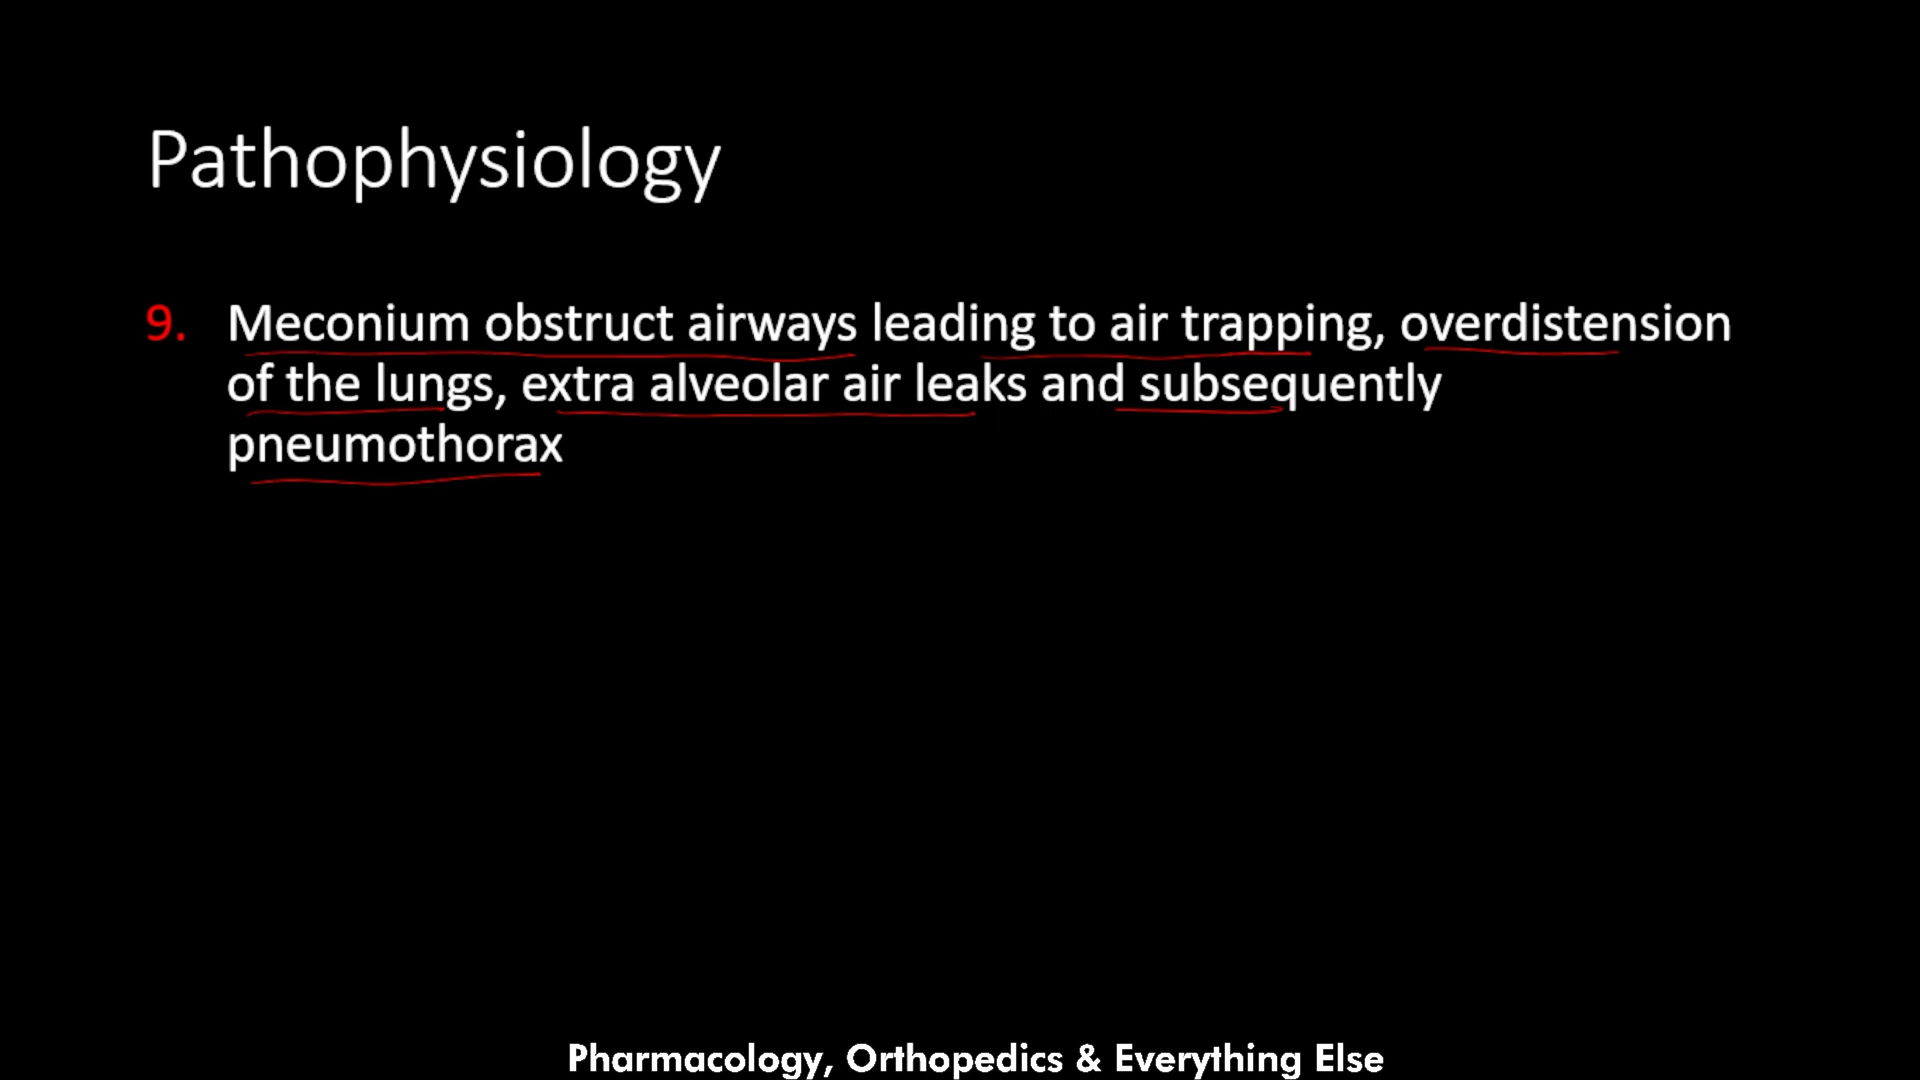 Pathophysiology
9. Meconium obstruct airways leading to air trapping, overdistension
of the lungs, extra alveolar air leaks and subsequently
pneumothorax
Pharmacology, Orthopedics & Everything Else